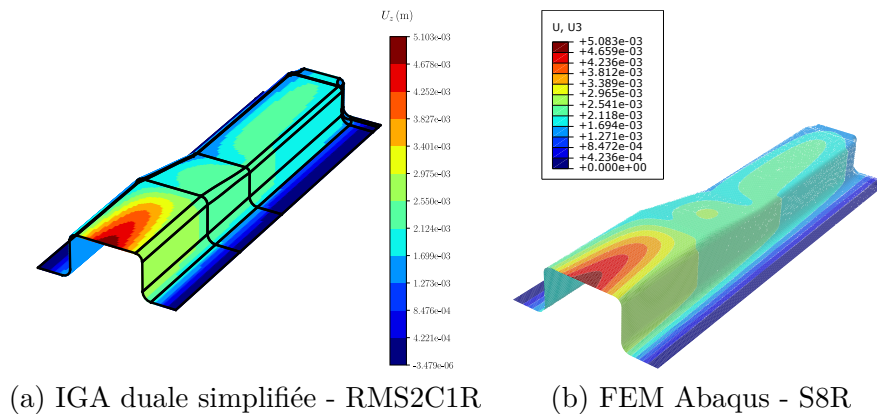 U_z (m)
5.103e-03
4.678e-03
4.252e-03
3.826e-03
3.401e-03
2.975e-03
2.550e-03
2.124e-03
1.699e-03
1.273e-03
8.476e-04
4.221e-04
-3.479e-06
U, U3
+5.083e-03
+4.659e-03
+4.236e-03
+3.812e-03
+3.389e-03
+2.965e-03
+2.541e-03
+2.118e-03
+1.694e-03
+1.271e-03
+8.472e-04
+4.236e-04
+0.000e+00
(a) IGA duale simplifiée - RMS2C1R
(b) FEM Abaqus - S8R